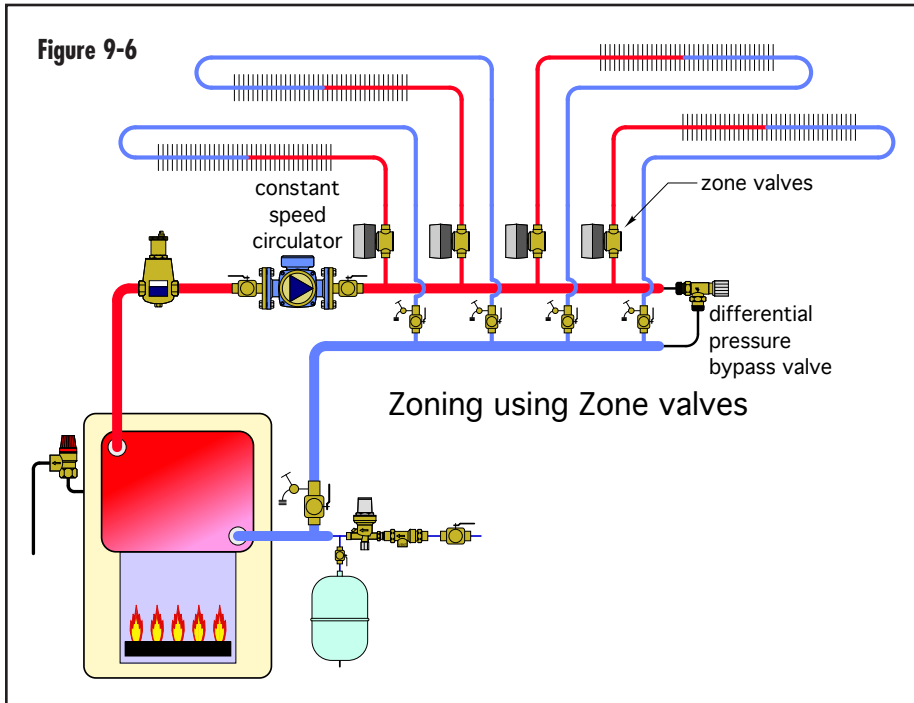 Figure 9-6
constant
speed
circulator
zone valves
differential
pressure
bypass valve
Zoning using Zone valves